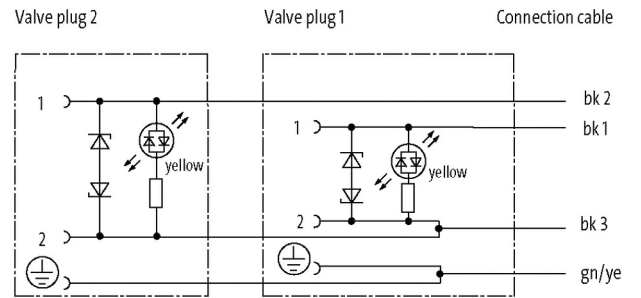 Valve plug 2 Valve plug 1 Connection cable
1 bk 2
1 bk 1
yellow yellow
2 bk 3
2
gn/ye